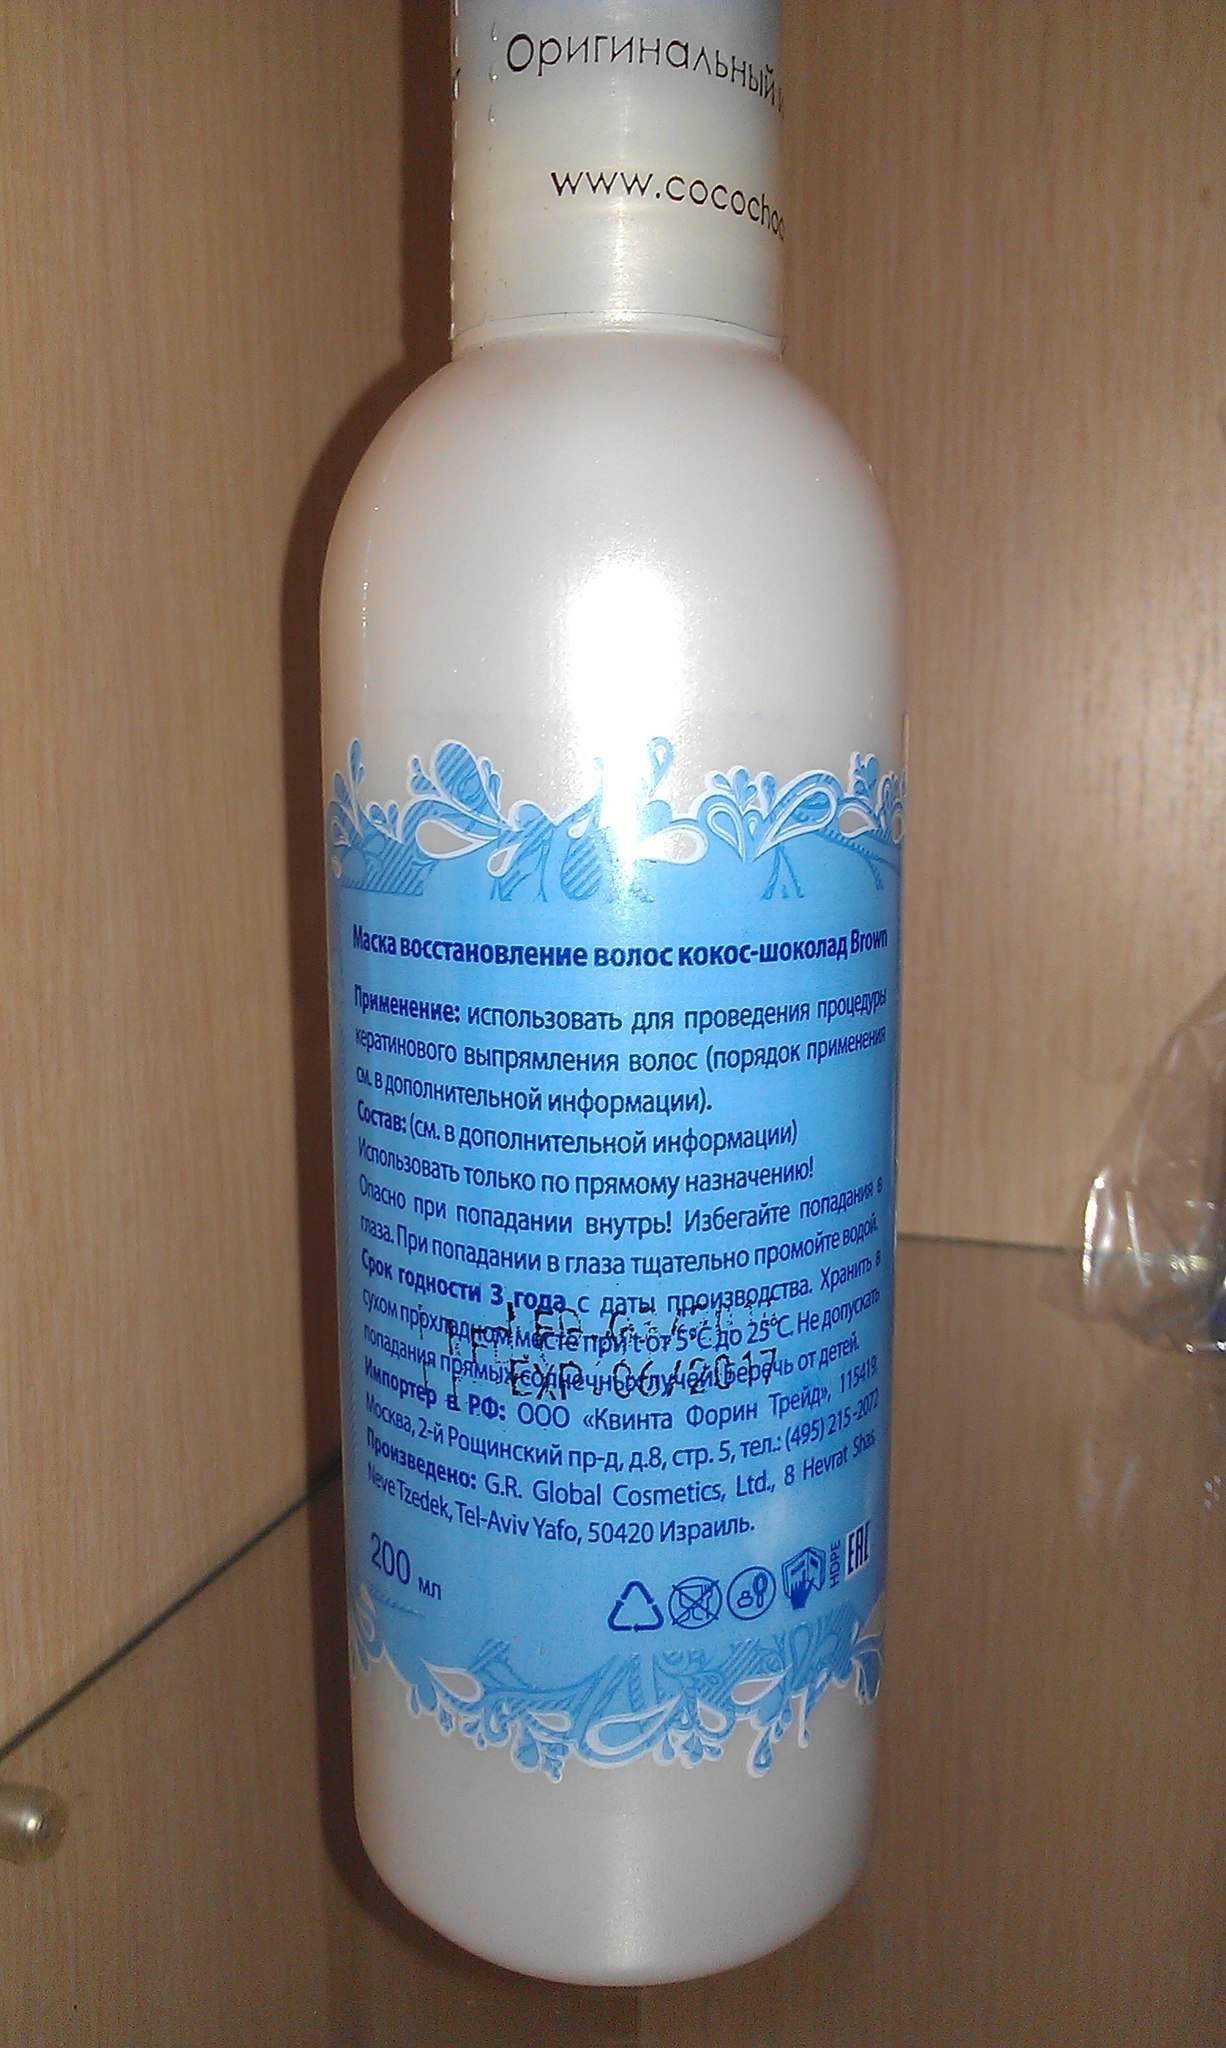 Оригинальный
www.cocochoc
Маска восстановление волос кокос-шоколад Brown
Применение: использовать для проведения процедуры
кератинового выпрямления волос (порядок применения
см. в дополнительной информации).
Состав: (см. в дополнительной информации)
Использовать только по прямому назначению!
Опасно при попадании внутрь! Избегайте попадания в
глаза. При попадании в глаза тщательно промойте водой.
Срок годности 3 года с даты производства. Хранить в
сухом прохладном месте при t от 5°C до 25°C. Не допускать
попадания прямых солнечных лучей. Беречь от детей.
EXP. 06/2017
Импортер в РФ: ООО «Квинта Форин Трейд», 115419,
Москва, 2-й Рощинский пр-д, д.8, стр. 5, тел.: (495) 215-2072
Произведено: G.R. Global Cosmetics, Ltd., 8 Hevrat Shas,
Neve Tzedek, Tel-Aviv Yafo, 50420 Израиль.
200 мл
HDPE
EAC